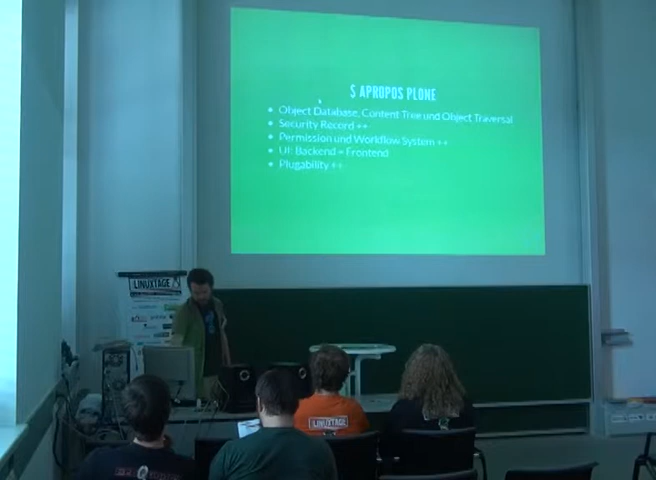 $ APROPOS PLONE
• Object Database, Content Tree und Object Traversal
• Security Record ++
• Permission und Workflow System ++
• UI: Backend = Frontend
• Plugability ++
LINUXTAGE
LINUXTAGE